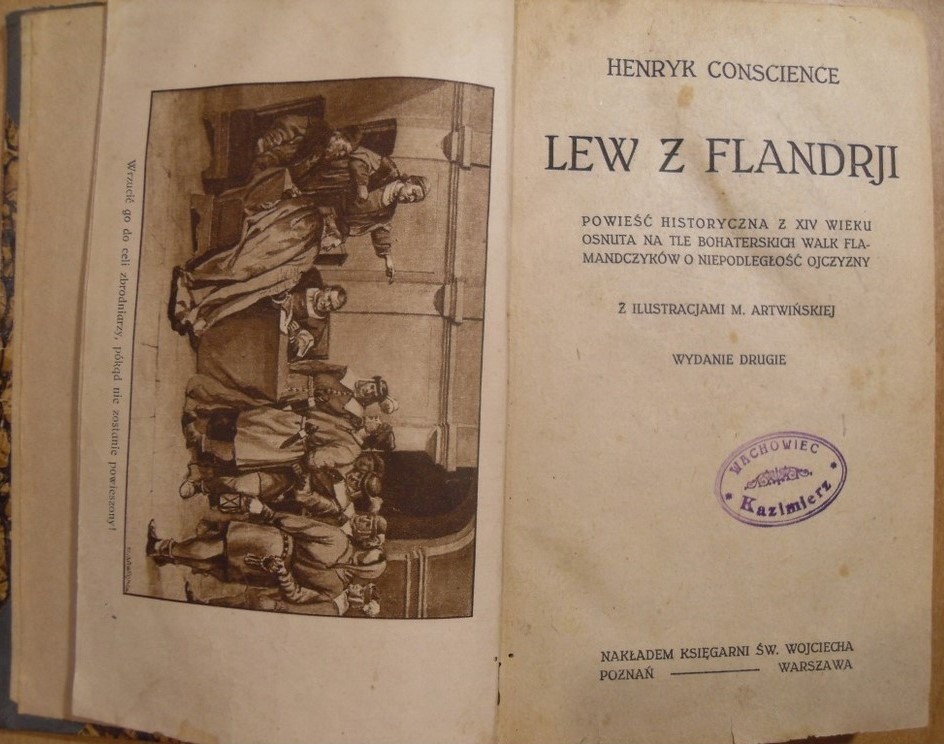 Wrzucić go do celi zbrodniarzy, pókąd nie zostanie powieszony!
HENRYK CONSCIENCE
LEW Z FLANDRJI
POWIEŚĆ HISTORYCZNA Z XIV WIEKU
OSNUTA NA TLE BOHATERSKICH WALK FLA-
MANDCZYKÓW O NIEPODLEGŁOŚĆ OJCZYZNY
Z ILUSTRACJAMI M. ARTWIŃSKIEJ
WYDANIE DRUGIE
WACHOWIEC
Kazimierz
NAKŁADEM KSIĘGARNI ŚW. WOJCIECHA
POZNAŃ WARSZAWA